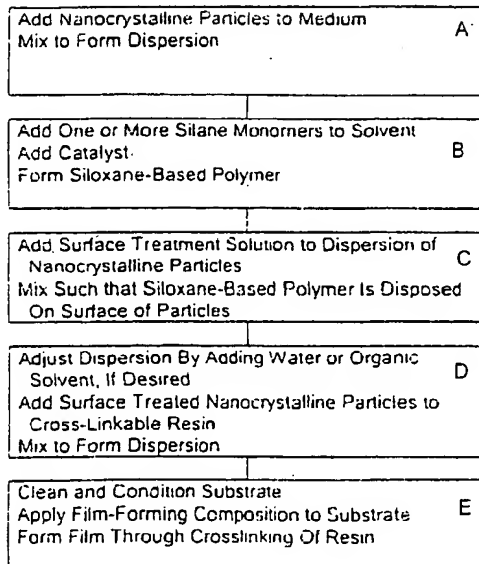 Add Nanocrystalline Particles to Medium
A
Mix to Form Dispersion
Add One or More Silane Monomers to Solvent
Add Catalyst
B
Form Siloxane-Based Polymer
Add Surface Treatment Solution to Dispersion of
Nanocrystalline Particles
C
Mix Such that Siloxane-Based Polymer Is Disposed
On Surface of Particles
Adjust Dispersion By Adding Water or Organic
Solvent, If Desired
D
Add Surface Treated Nanocrystalline Particles to
Cross-Linkable Resin
Mix to Form Dispersion
Clean and Condition Substrate
Apply Film-Forming Composition to Substrate
E
Form Film Through Crosslinking Of Resin